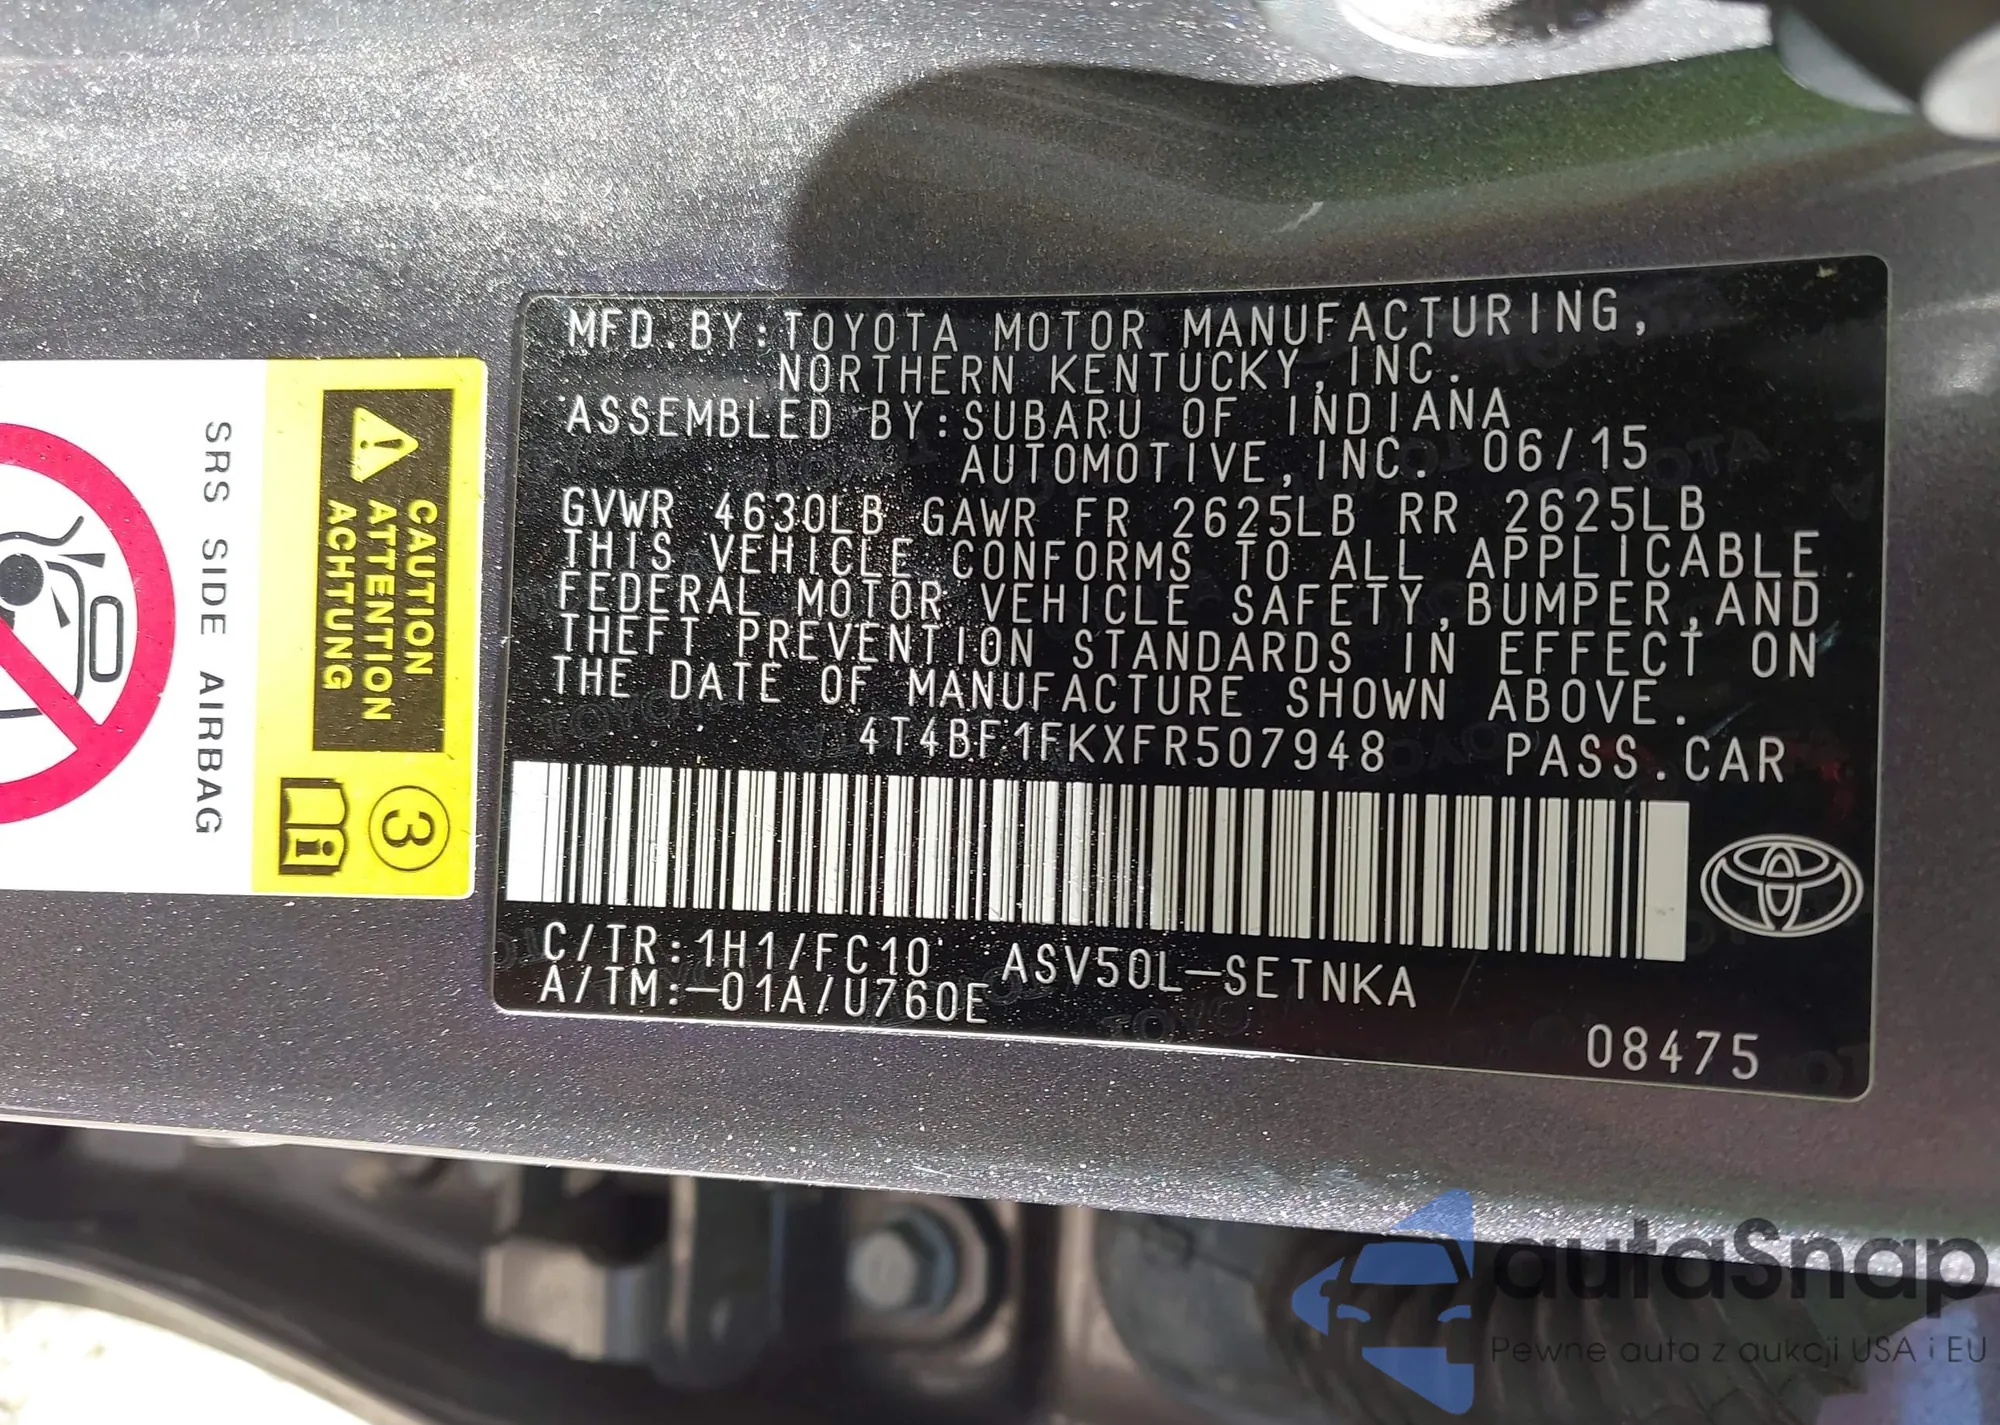 MFD.BY:TOYOTA MOTOR MANUFACTURING,
NORTHERN KENTUCKY,INC.
ASSEMBLED BY:SUBARU OF INDIANA
AUTOMOTIVE,INC. 06/15
GVWR 4630LB GAWR FR 2625LB RR 2625LB
THIS VEHICLE CONFORMS TO ALL APPLICABLE
FEDERAL MOTOR VEHICLE SAFETY,BUMPER,AND
THEFT PREVENTION STANDARDS IN EFFECT ON
THE DATE OF MANUFACTURE SHOWN ABOVE.
4T4BF1FKXFR507948 PASS.CAR
C/TR:1H1/FC10 ASV50L-SETNKA
A/TM:-01A/U760E
08475
CAUTION
ATTENTION
ACHTUNG
3
i
SRS SIDE AIRBAG
autaSnap
Pewne auta z aukcji USA i EU